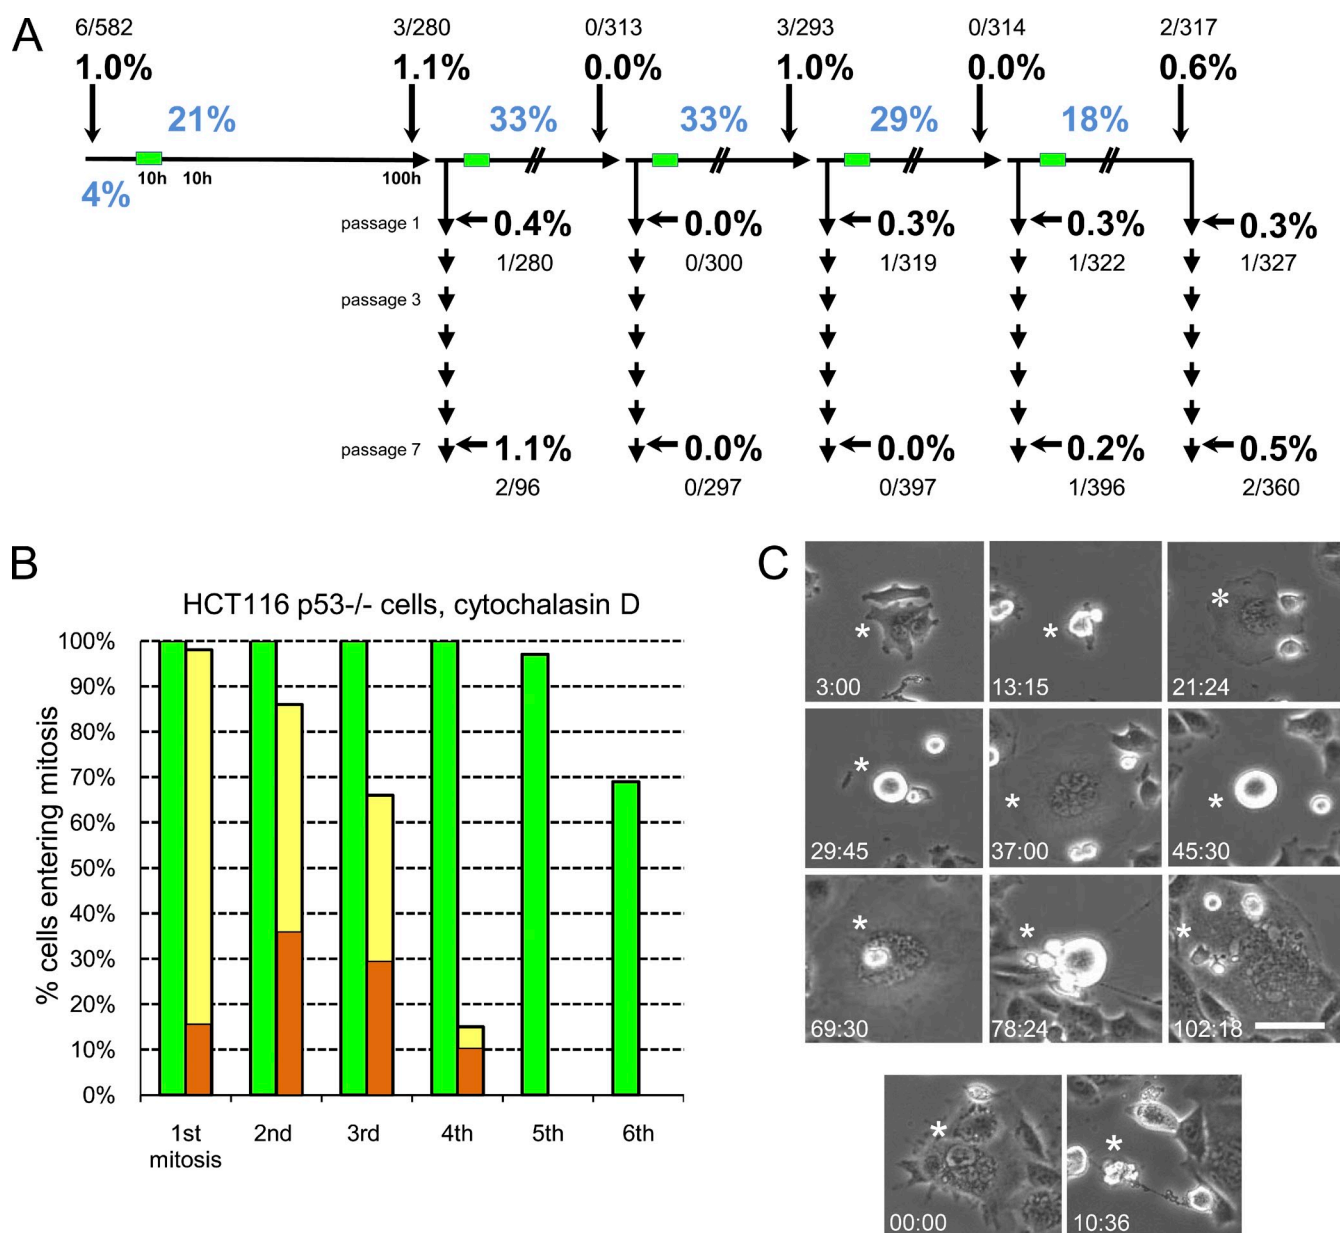 A
6/582 3/280 0/313 3/293 0/314 2/317
1.0% 1.1% 0.0% 1.0% 0.0% 0.6%
21% 33% 33% 29% 18%
10h 10h 100h
4%
passage 1 0.4% 0.0% 0.3% 0.3% 0.3%
1/280 0/300 1/319 1/322 1/327
passage 3
passage 7 1.1% 0.0% 0.0% 0.2% 0.5%
2/96 0/297 0/397 1/396 2/360
B
HCT116 p53-/- cells, cytochalasin D
% cells entering mitosis
100%
90%
80%
70%
60%
50%
40%
30%
20%
10%
0%
1st 2nd 3rd 4th 5th 6th
mitosis
C
* * *
3:00 13:15 21:24
* * *
29:45 37:00 45:30
* * *
69:30 78:24 102:18
* *
00:00 10:36